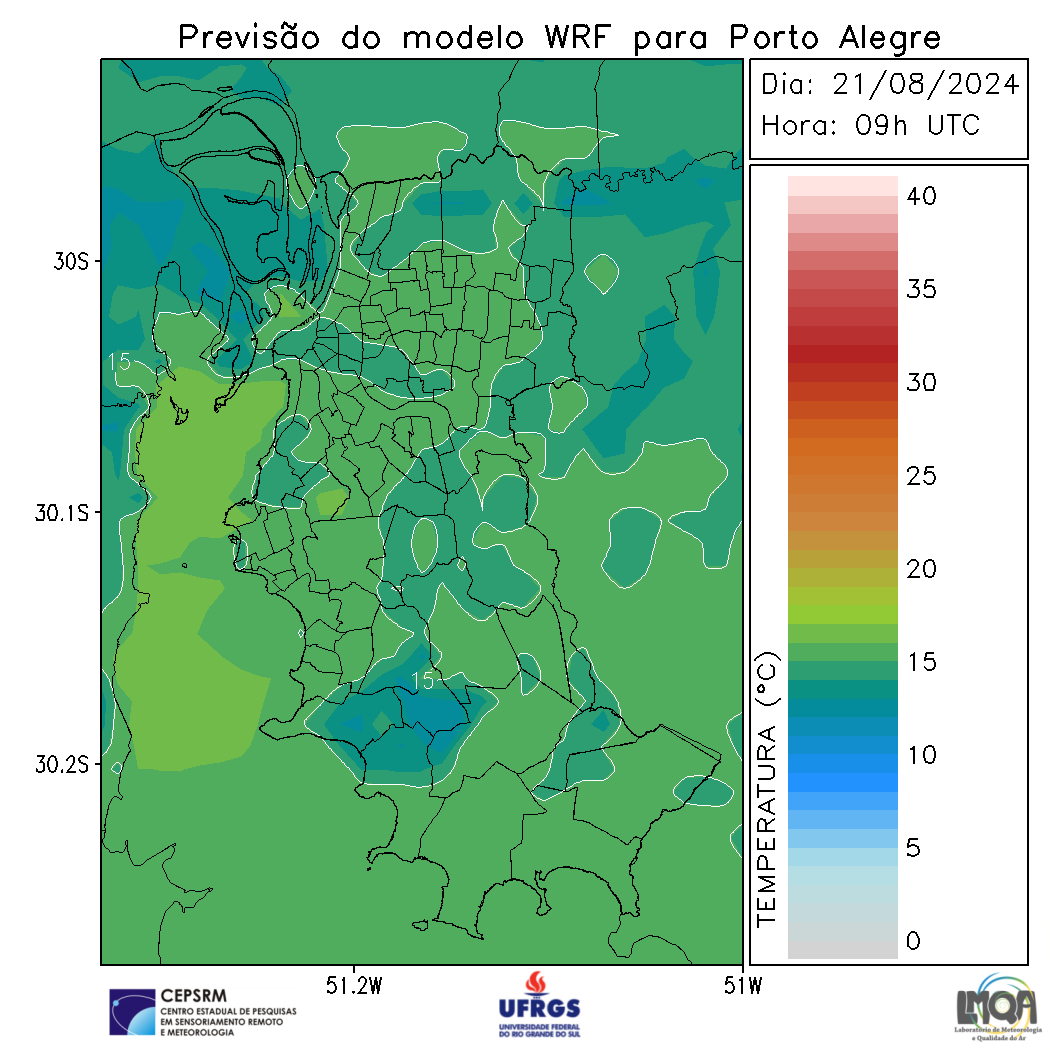 Previsão do modelo WRF para Porto Alegre
Dia: 21/08/2024
Hora: 09h UTC
40
35
30
25
20
15
10
5
0
TEMPERATURA (°C)
30S
30.1S
30.2S
15
15
51.2W
51W
CEPSRM
CENTRO ESTADUAL DE PESQUISAS
EM SENSORIAMENTO REMOTO
E METEOROLOGIA
UFRGS
UNIVERSIDADE FEDERAL
DO RIO GRANDE DO SUL
LMQA
Laboratório de Meteorologia
e Qualidade do Ar